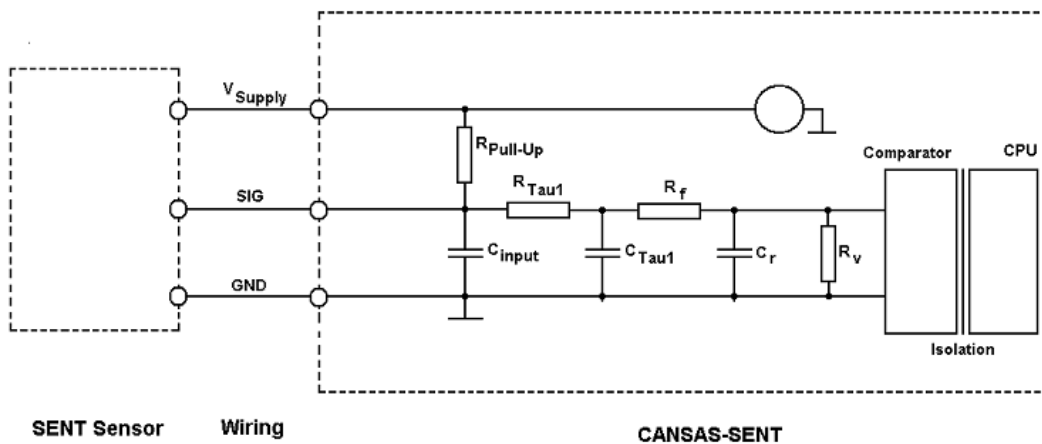 V Supply
R Pull-Up
Comparator
CPU
R Tau1
R f
SIG
C input
C Tau1
C r
R v
GND
Isolation
SENT Sensor
Wiring
CANSAS-SENT